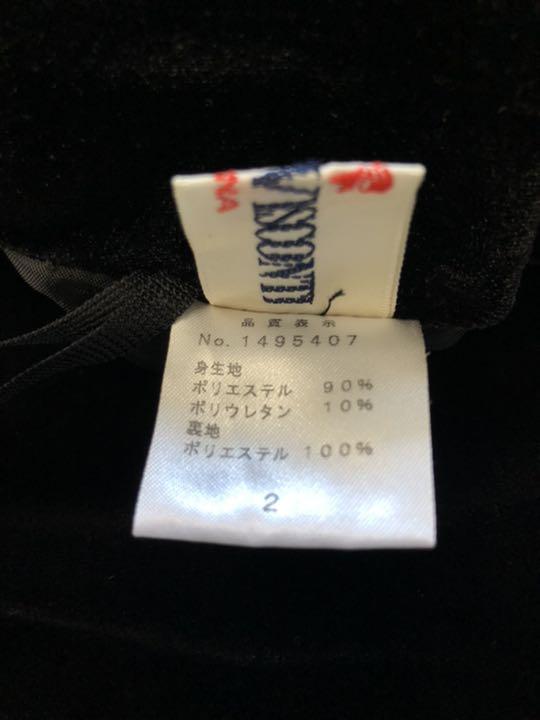 品質表示
No. 1495407
身生地
ポリエステル 90%
ポリウレタン 10%
裏地
ポリエステル 100%
2